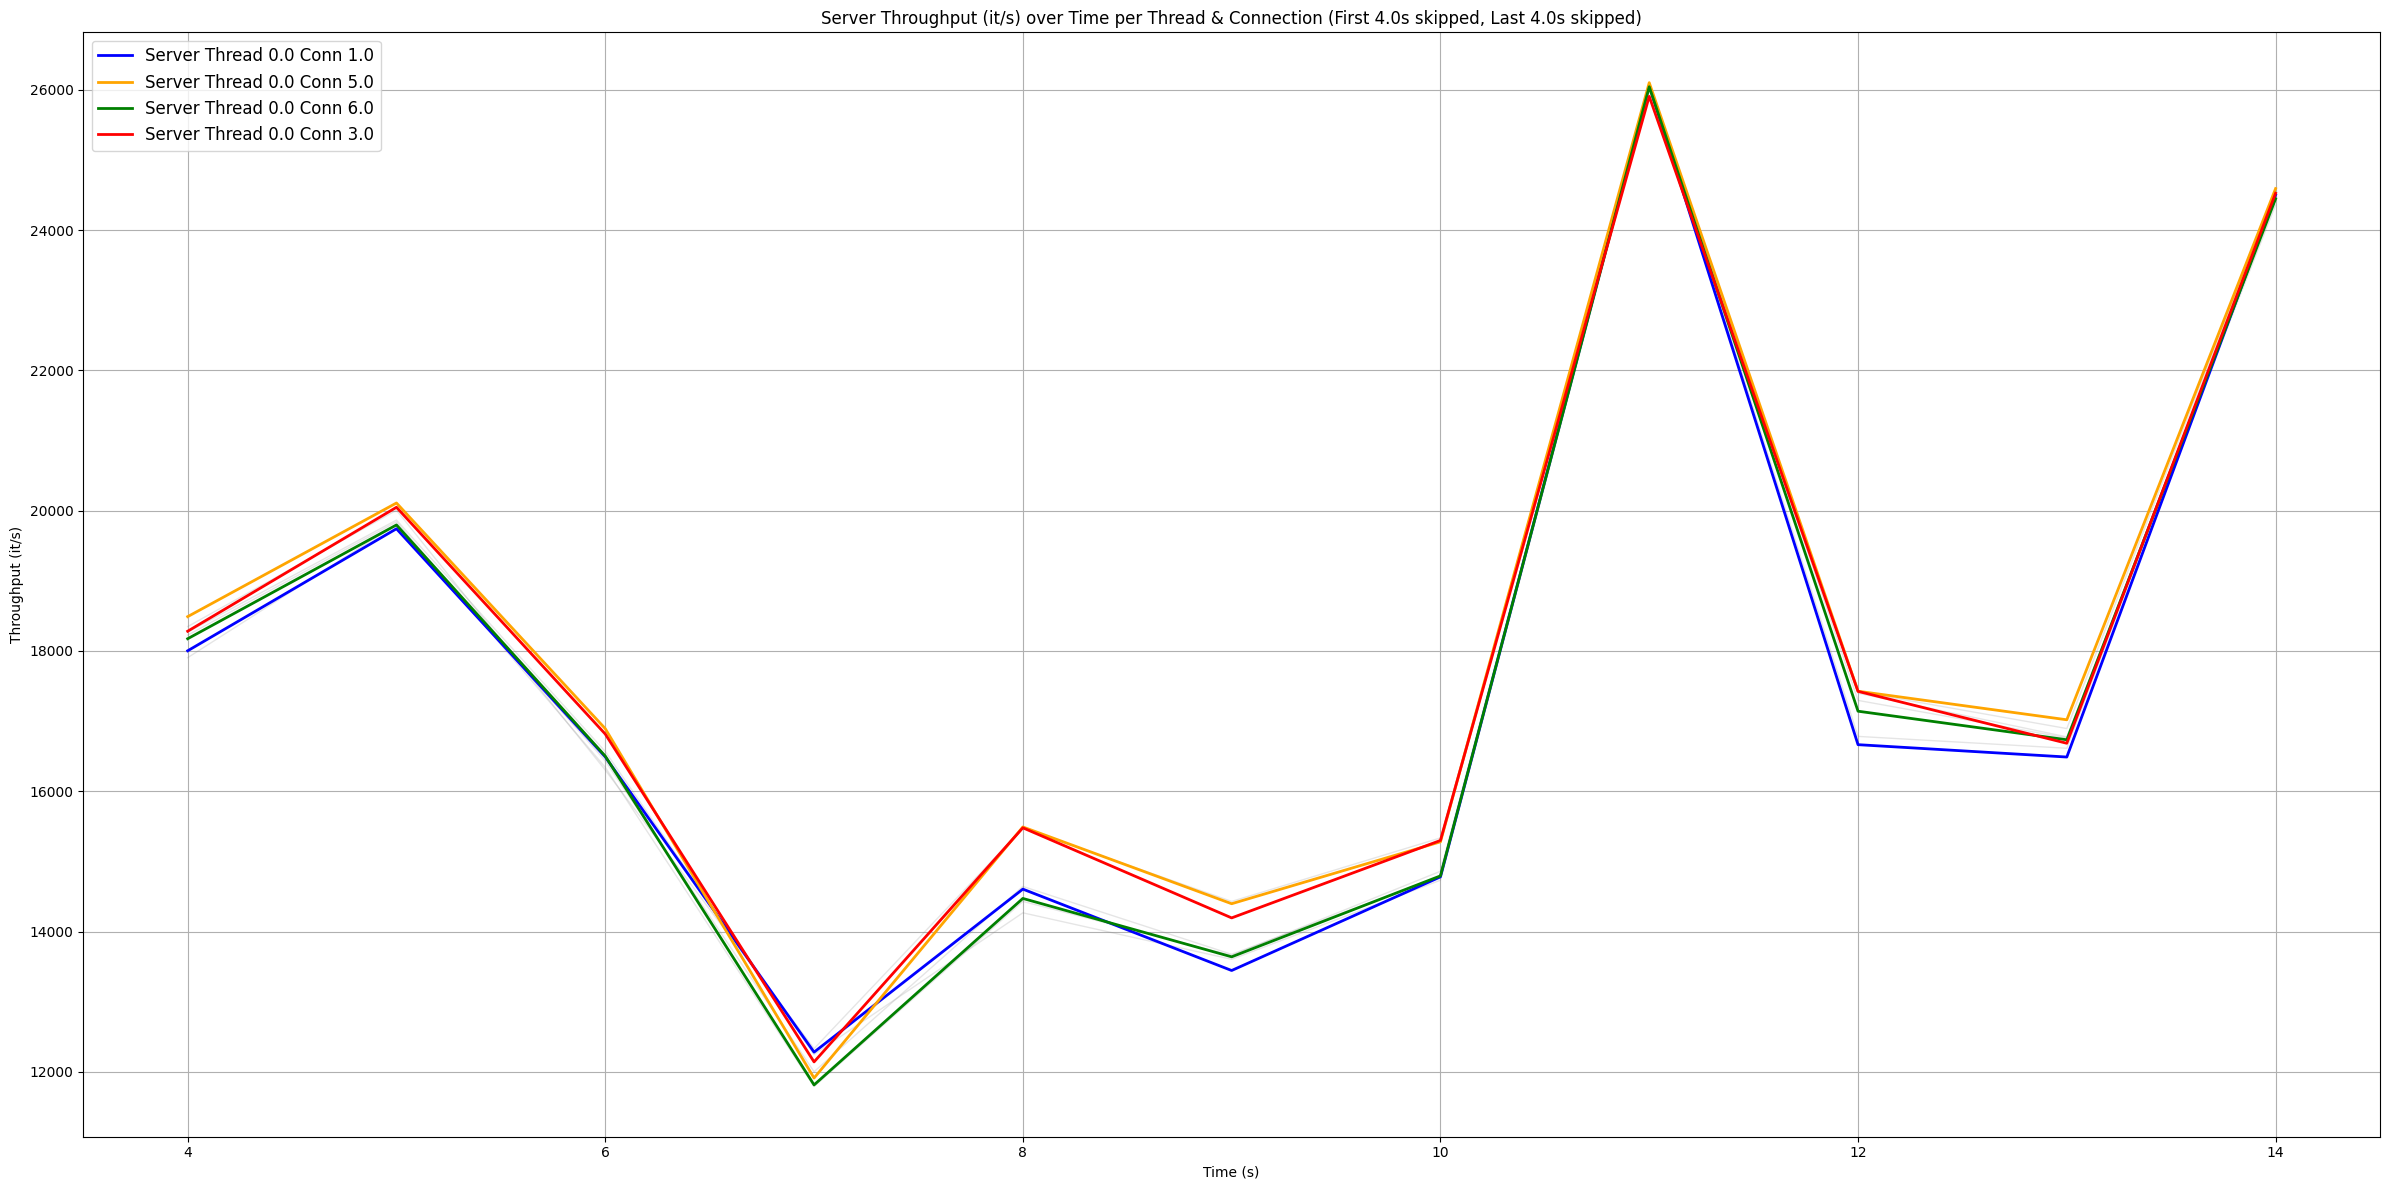 Server Throughput (it/s) over Time per Thread & Connection (First 4.0s skipped, Last 4.0s skipped)
Server Thread 0.0 Conn 1.0
Server Thread 0.0 Conn 5.0
Server Thread 0.0 Conn 6.0
Server Thread 0.0 Conn 3.0
Throughput (it/s)
26000
24000
22000
20000
18000
16000
14000
12000
4 6 8 10 12 14
Time (s)